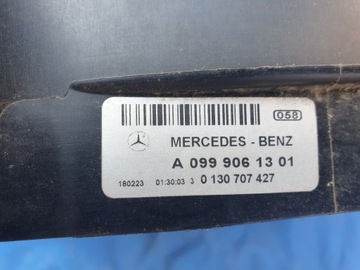 058
MERCEDES - BENZ
A 099 906 13 01
180223 01:30:03 3 0 130 707 427